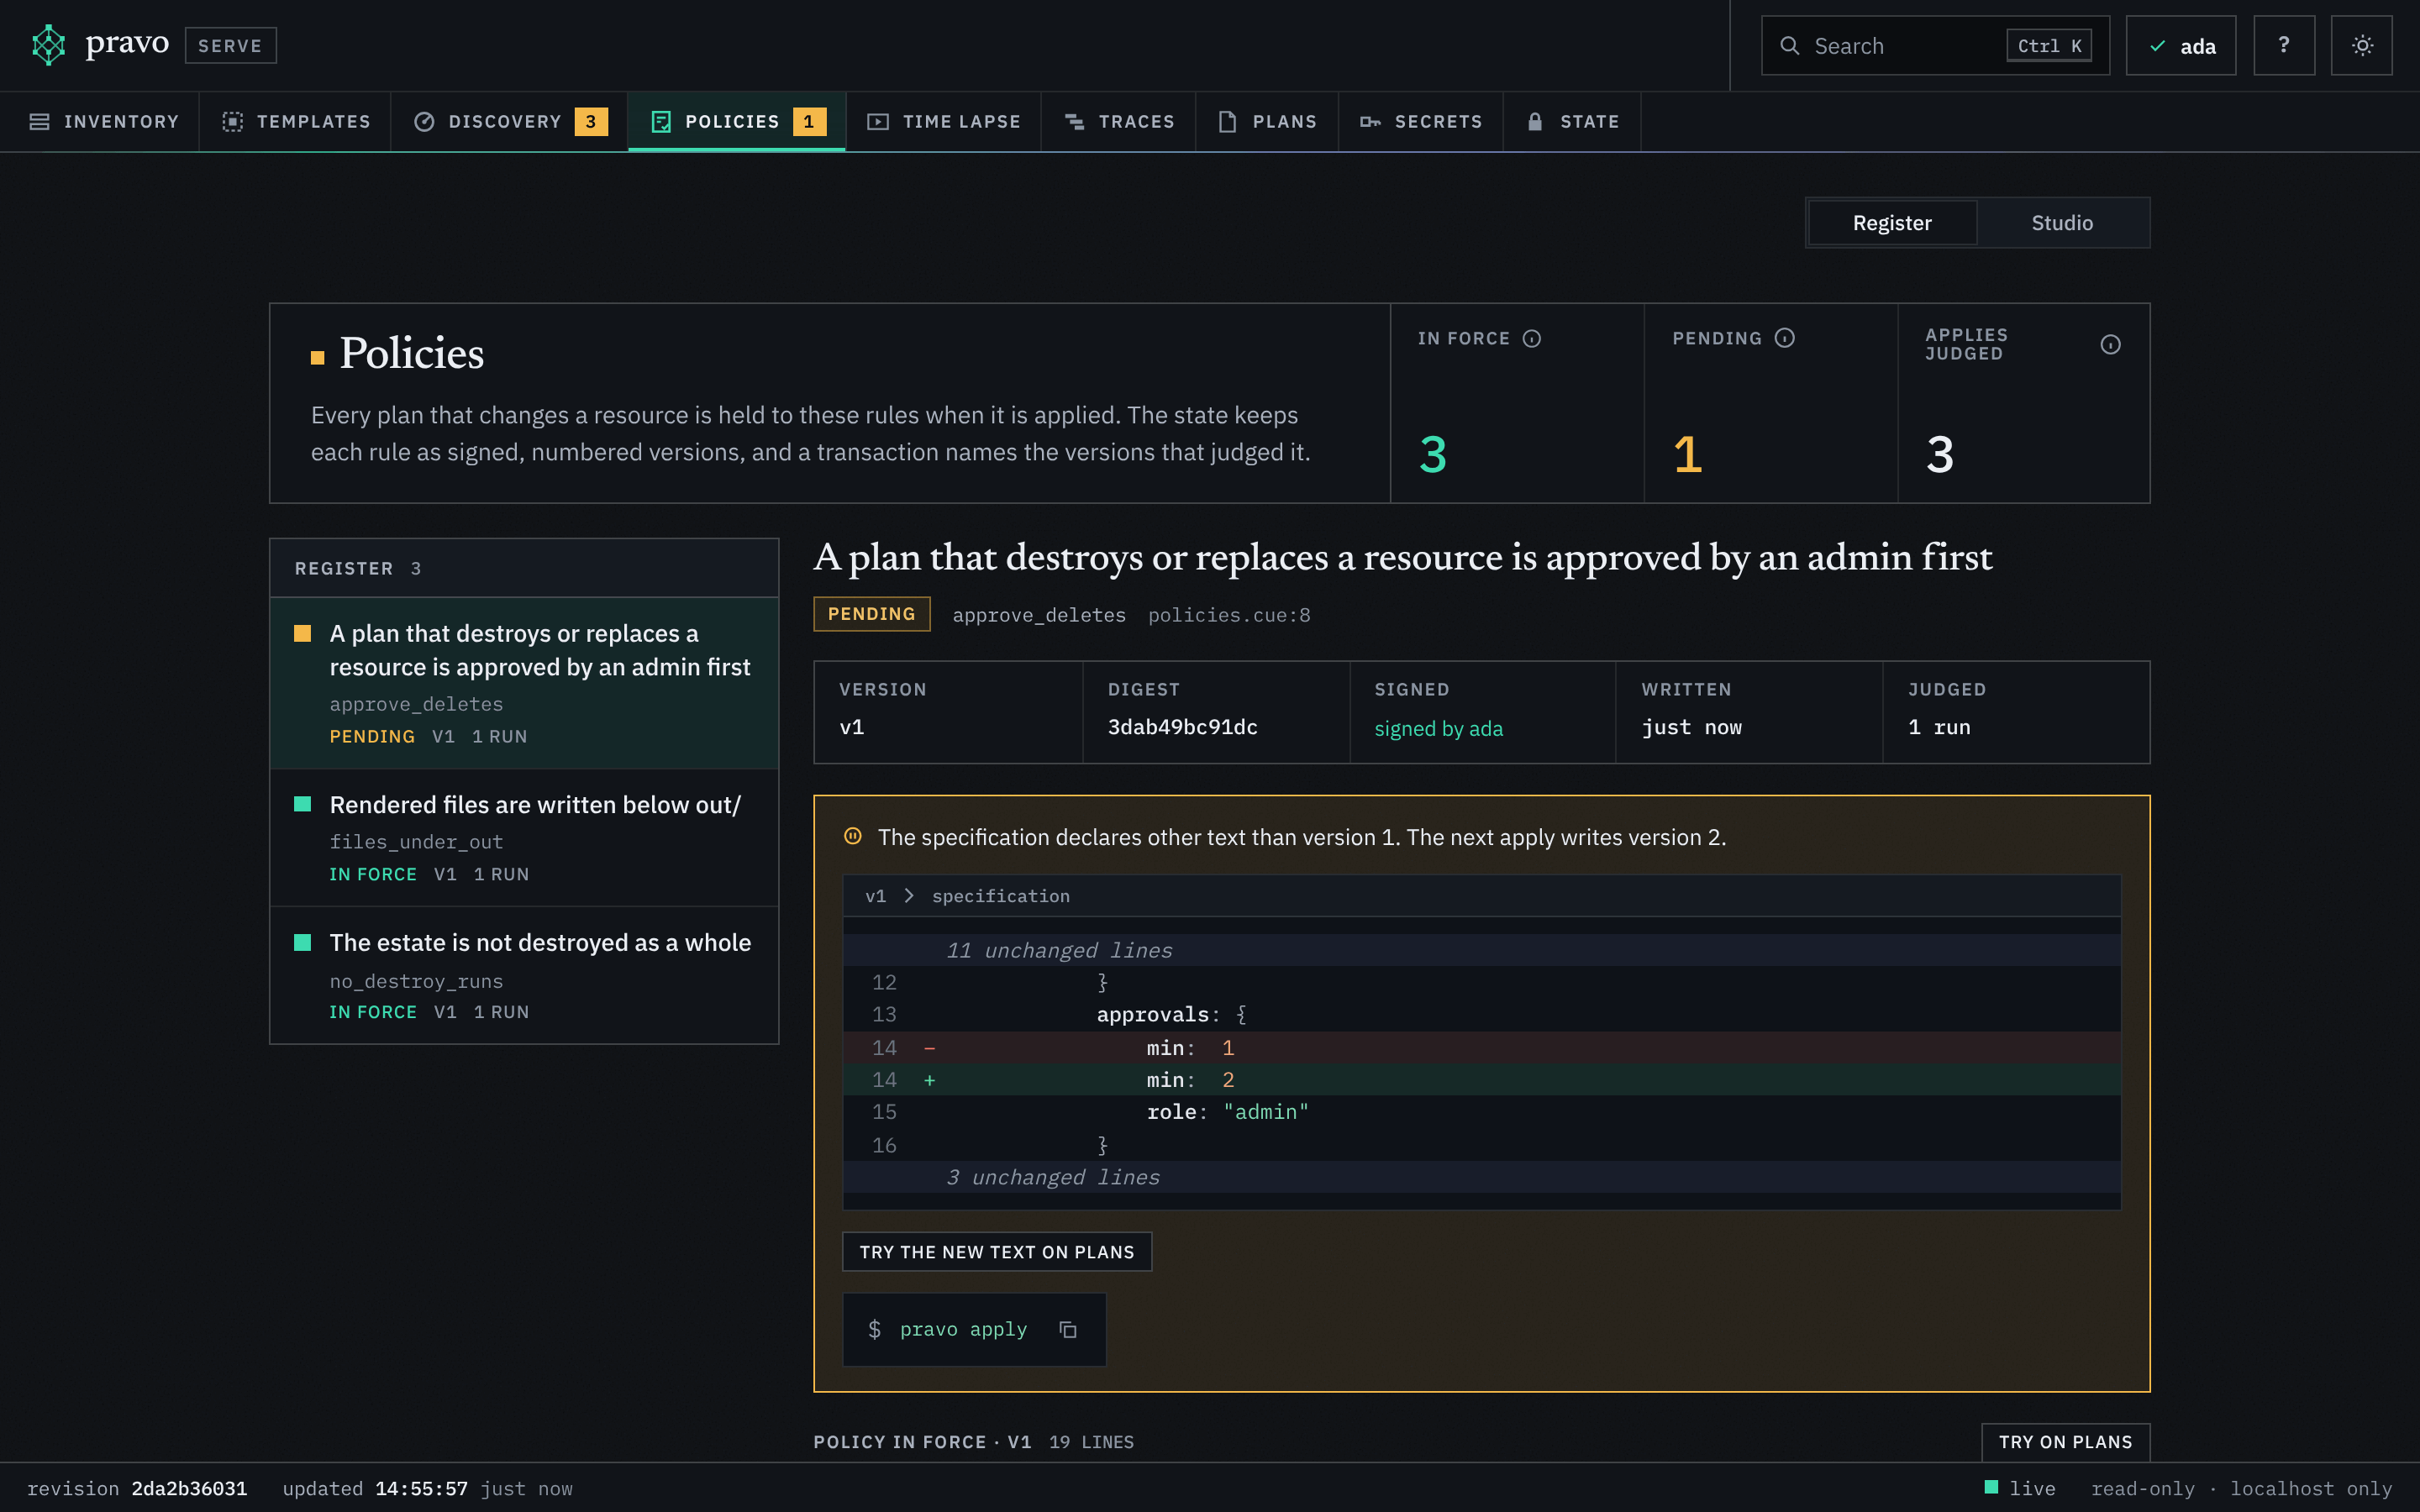 pravo SERVE
Search Ctrl K
ada
?
INVENTORY
TEMPLATES
DISCOVERY 3
POLICIES 1
TIME LAPSE
TRACES
PLANS
SECRETS
STATE
Register
Studio
Policies
Every plan that changes a resource is held to these rules when it is applied. The state keeps
each rule as signed, numbered versions, and a transaction names the versions that judged it.
IN FORCE
3
PENDING
1
APPLIES
JUDGED
3
REGISTER 3
A plan that destroys or replaces a
resource is approved by an admin first
approve_deletes
PENDING V1 1 RUN
Rendered files are written below out/
files_under_out
IN FORCE V1 1 RUN
The estate is not destroyed as a whole
no_destroy_runs
IN FORCE V1 1 RUN
A plan that destroys or replaces a resource is approved by an admin first
PENDING approve_deletes policies.cue:8
VERSION
v1
DIGEST
3dab49bc91dc
SIGNED
signed by ada
WRITTEN
just now
JUDGED
1 run
The specification declares other text than version 1. The next apply writes version 2.
v1 > specification
11 unchanged lines
12 }
13 approvals: {
14 - min: 1
14 + min: 2
15 role: "admin"
16 }
3 unchanged lines
TRY THE NEW TEXT ON PLANS
$ pravo apply
POLICY IN FORCE · V1 19 LINES
TRY ON PLANS
revision 2da2b36031 updated 14:55:57 just now
live read-only · localhost only